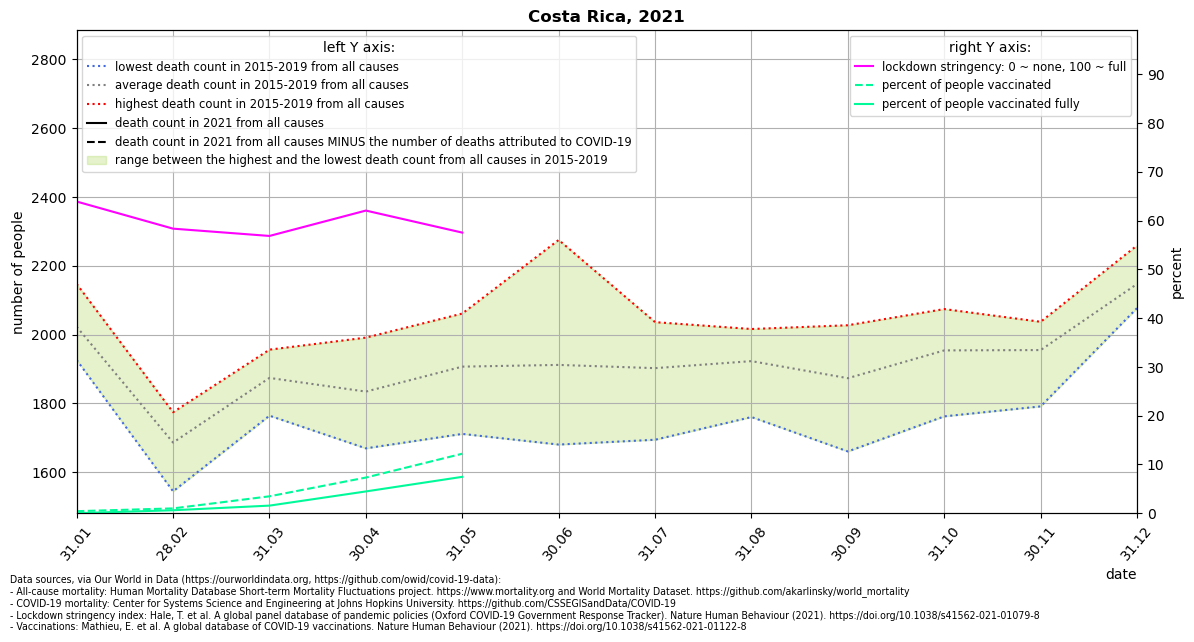 Costa Rica, 2021
left Y axis:
lowest death count in 2015-2019 from all causes
average death count in 2015-2019 from all causes
highest death count in 2015-2019 from all causes
death count in 2021 from all causes
death count in 2021 from all causes MINUS the number of deaths attributed to COVID-19
range between the highest and the lowest death count from all causes in 2015-2019
right Y axis:
lockdown stringency: 0 ~ none, 100 ~ full
percent of people vaccinated
percent of people vaccinated fully
number of people
2800
2600
2400
2200
2000
1800
1600
percent
90
80
70
60
50
40
30
20
10
0
31.01
28.02
31.03
30.04
31.05
30.06
31.07
31.08
30.09
31.10
30.11
31.12
date
Data sources, via Our World in Data (https://ourworldindata.org, https://github.com/owid/covid-19-data):
- All-cause mortality: Human Mortality Database Short-term Mortality Fluctuations project. https://www.mortality.org and World Mortality Dataset. https://github.com/akarlinsky/world_mortality
- COVID-19 mortality: Center for Systems Science and Engineering at Johns Hopkins University. https://github.com/CSSEGISandData/COVID-19
- Lockdown stringency index: Hale, T. et al. A global panel database of pandemic policies (Oxford COVID-19 Government Response Tracker). Nature Human Behaviour (2021). https://doi.org/10.1038/s41562-021-01079-8
- Vaccinations: Mathieu, E. et al. A global database of COVID-19 vaccinations. Nature Human Behaviour (2021). https://doi.org/10.1038/s41562-021-01122-8